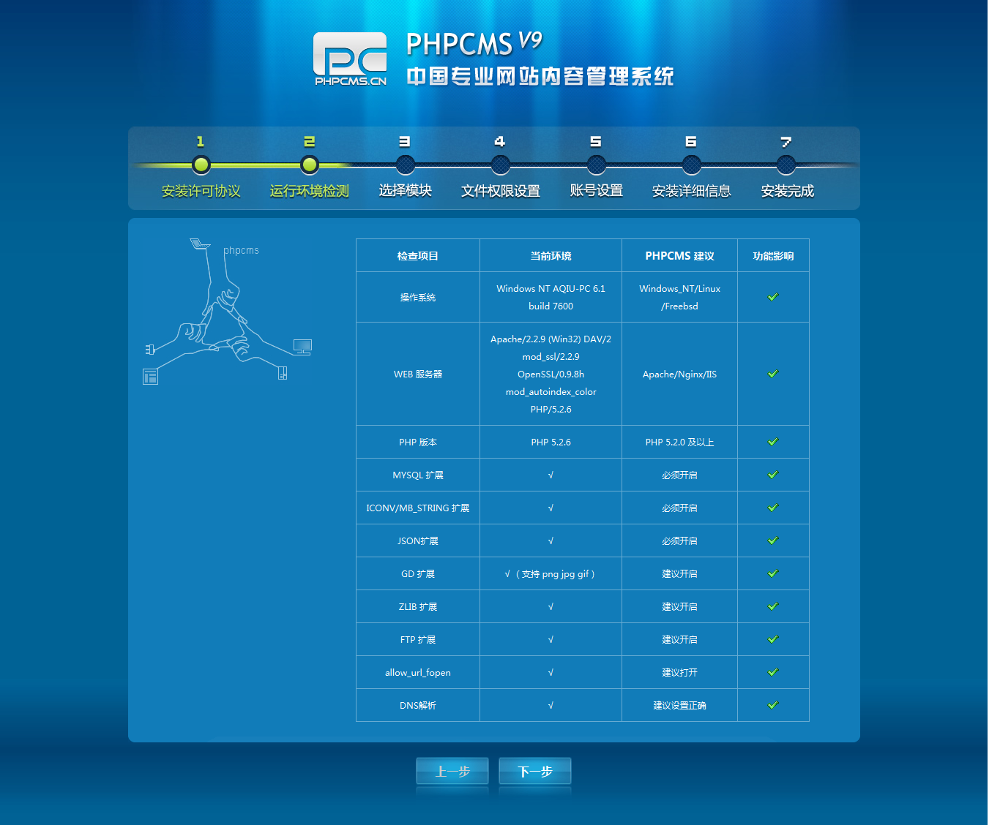 PHPCMS V9
PHPCMS.CN
中国专业网站内容管理系统
1 2 3 4 5 6 7
安装许可协议 运行环境检测 选择模块 文件权限设置 账号设置 安装详细信息 安装完成
phpcms
检查项目 当前环境 PHPCMS 建议 功能影响
操作系统 Windows NT AQIU-PC 6.1 build 7600 Windows_NT/Linux/Freebsd
WEB 服务器 Apache/2.2.9 (Win32) DAV/2 mod_ssl/2.2.9 OpenSSL/0.9.8h mod_autoindex_color PHP/5.2.6 Apache/Nginx/IIS
PHP 版本 PHP 5.2.6 PHP 5.2.0 及以上
MYSQL 扩展 √ 必须开启
ICONV/MB_STRING 扩展 √ 必须开启
JSON扩展 √ 必须开启
GD 扩展 √（支持 png jpg gif） 建议开启
ZLIB 扩展 √ 建议开启
FTP 扩展 √ 建议开启
allow_url_fopen √ 建议打开
DNS解析 √ 建议设置正确
上一步 下一步